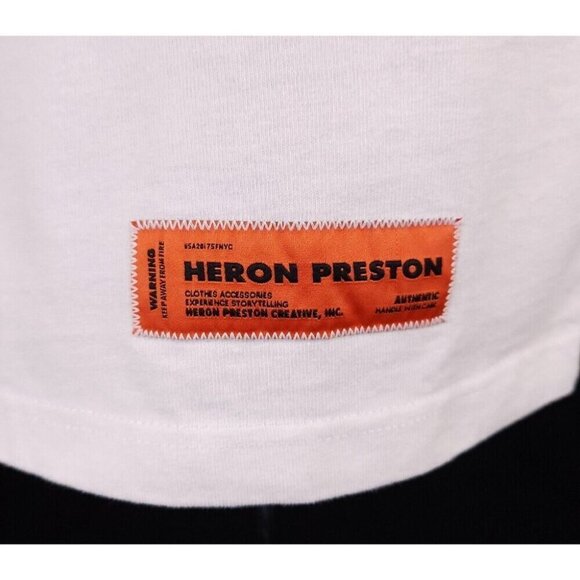 WARNING
KEEP AWAY FROM FIRE
USA2017SFNYC
HERON PRESTON
CLOTHES ACCESSORIES
EXPERIENCE STORYTELLING
HERON PRESTON CREATIVE, INC.
AUTHENTIC
HANDLE WITH CARE